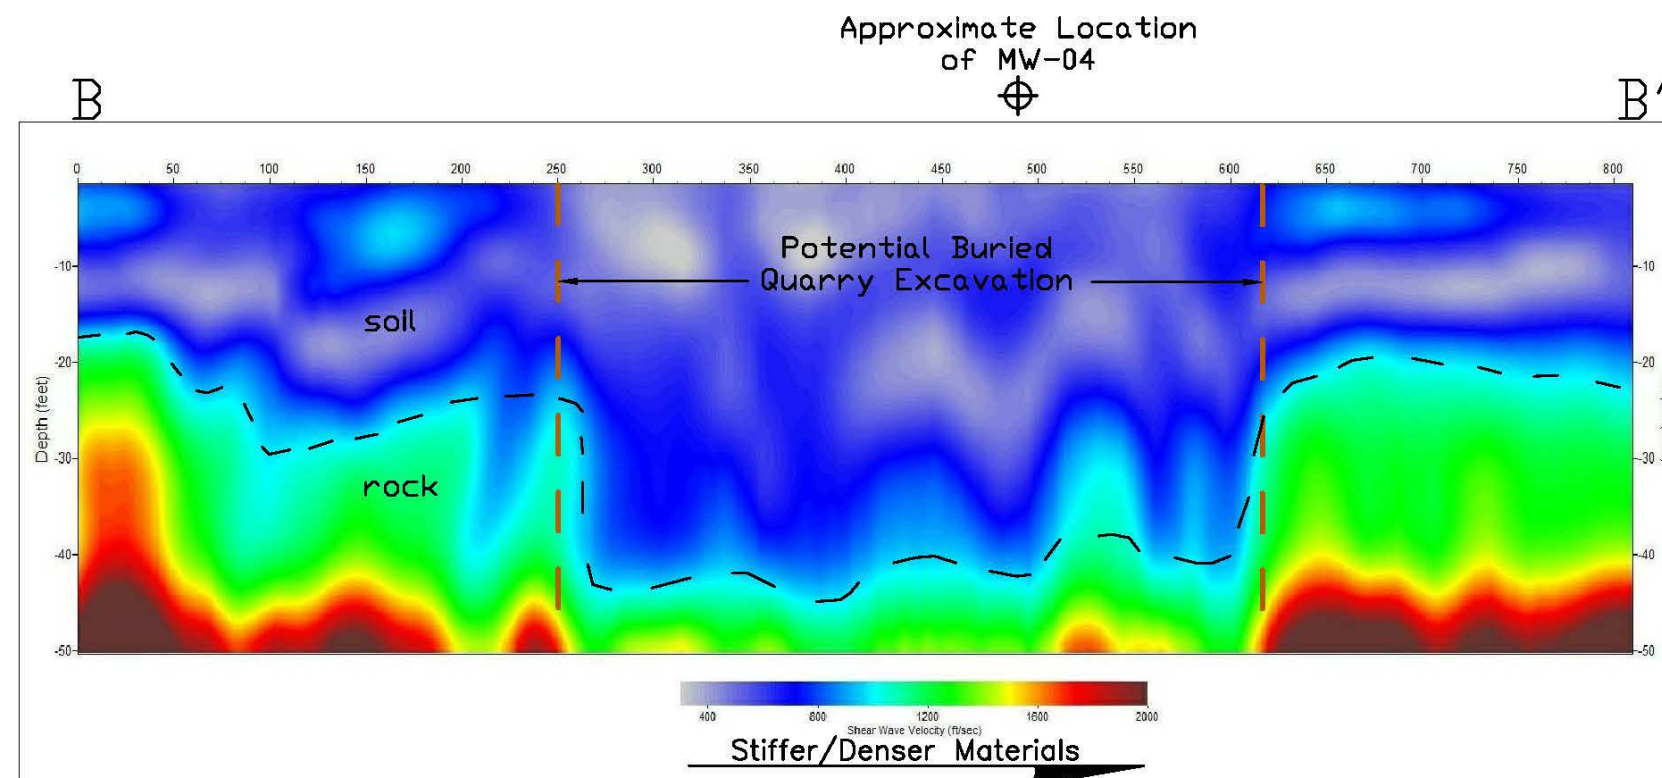 Approximate Location
of MW-04
B B'
0 50 100 150 200 250 300 350 400 450 500 550 600 650 700 750 800
Potential Buried
Quarry Excavation
-10 -10
soil
-20 -20
Depth (feet)
-30 -30
rock
-40 -40
-50 -50
400 800 1200 1600 2000
Shear Wave Velocity (ft/sec)
Stiffer/Denser Materials